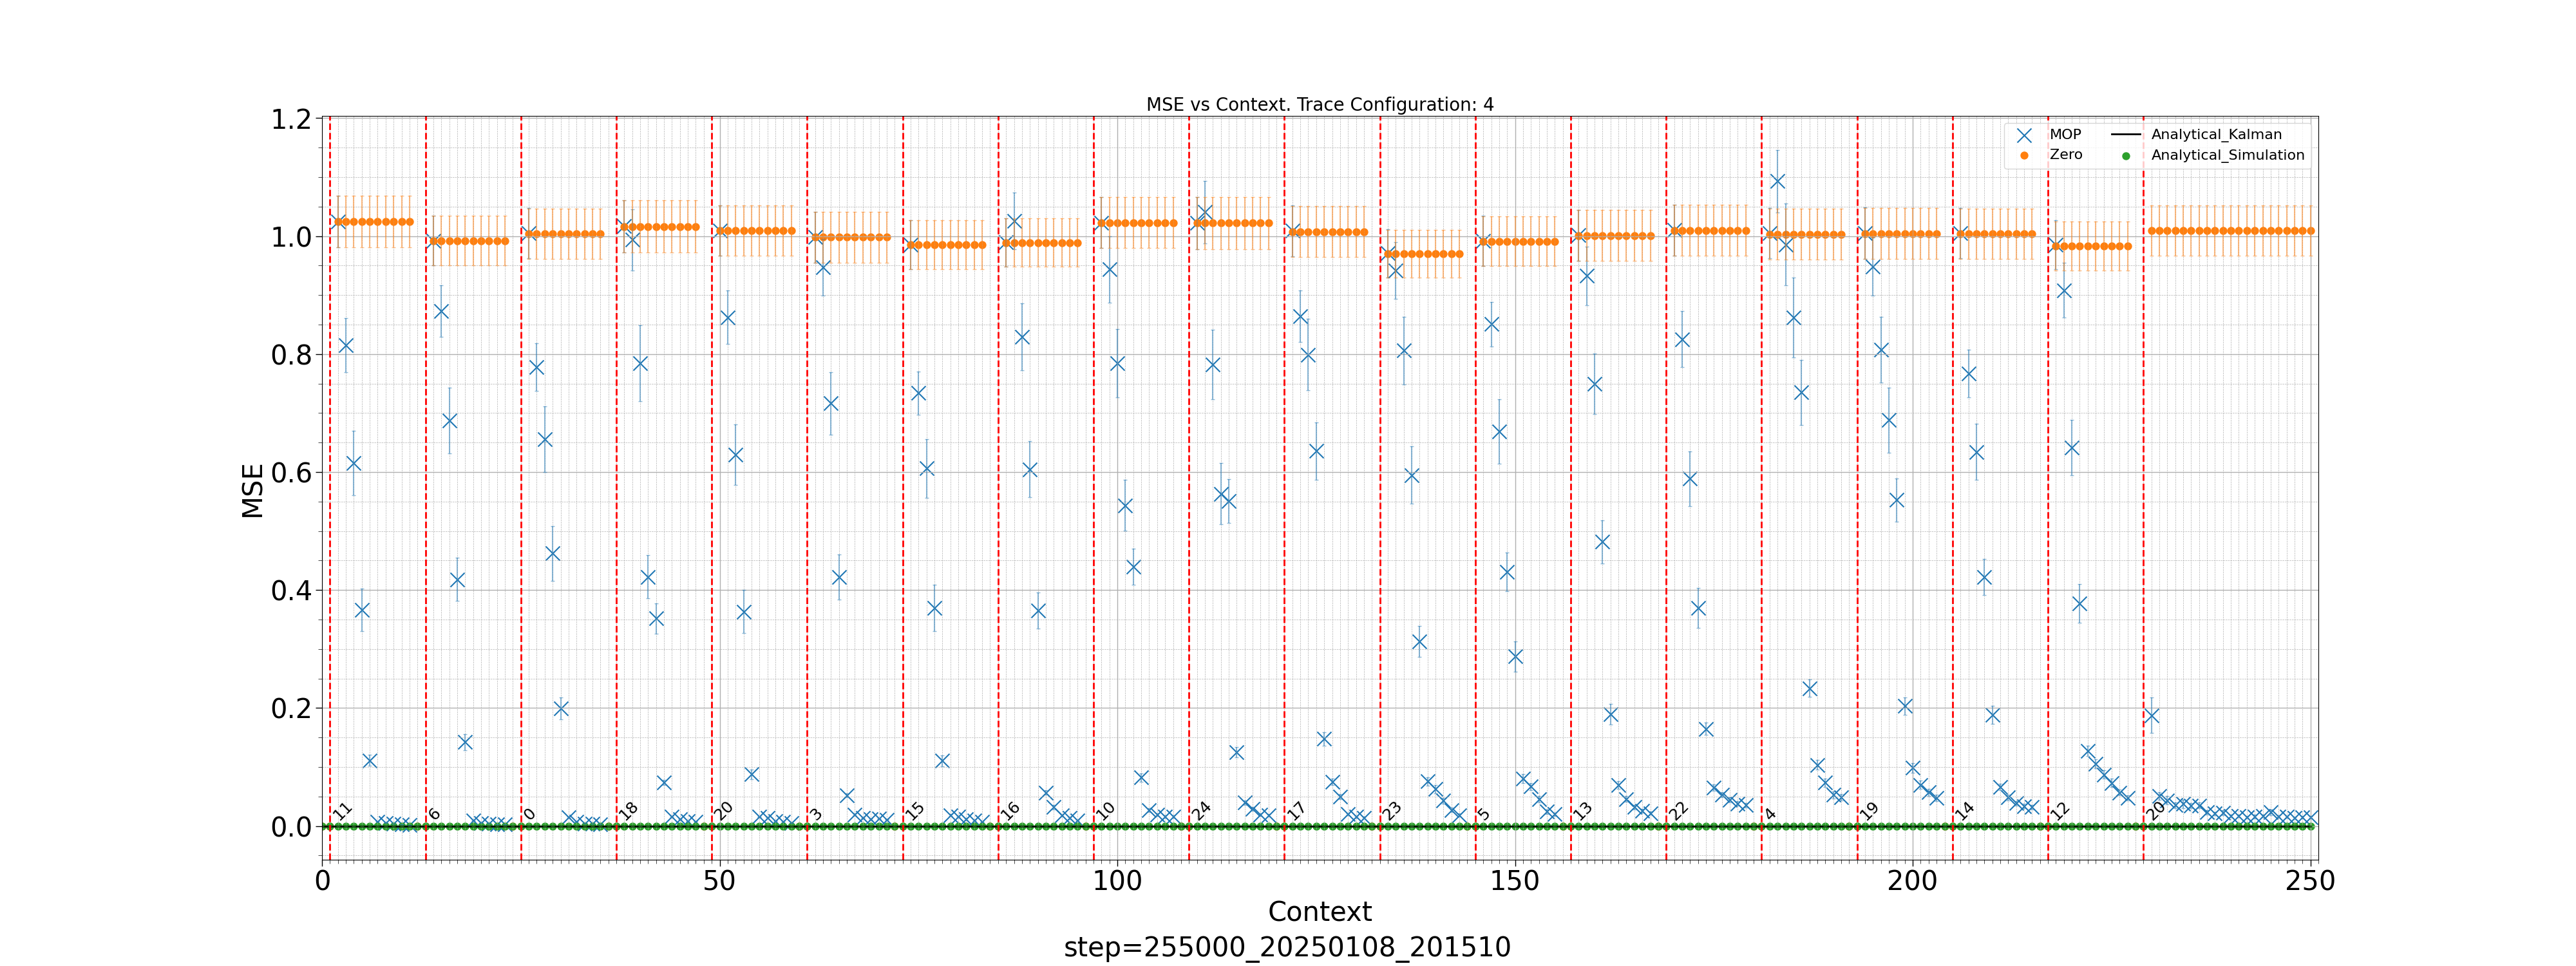 MSE vs Context. Trace Configuration: 4
MOP
Zero
Analytical_Kalman
Analytical_Simulation
1.2
1.0
0.8
0.6
0.4
0.2
0.0
MSE
11 6 0 18 20 3 15 16 10 24 17 23 5 13 22 4 19 14 12 20
0 50 100 150 200 250
Context
step=255000_20250108_201510